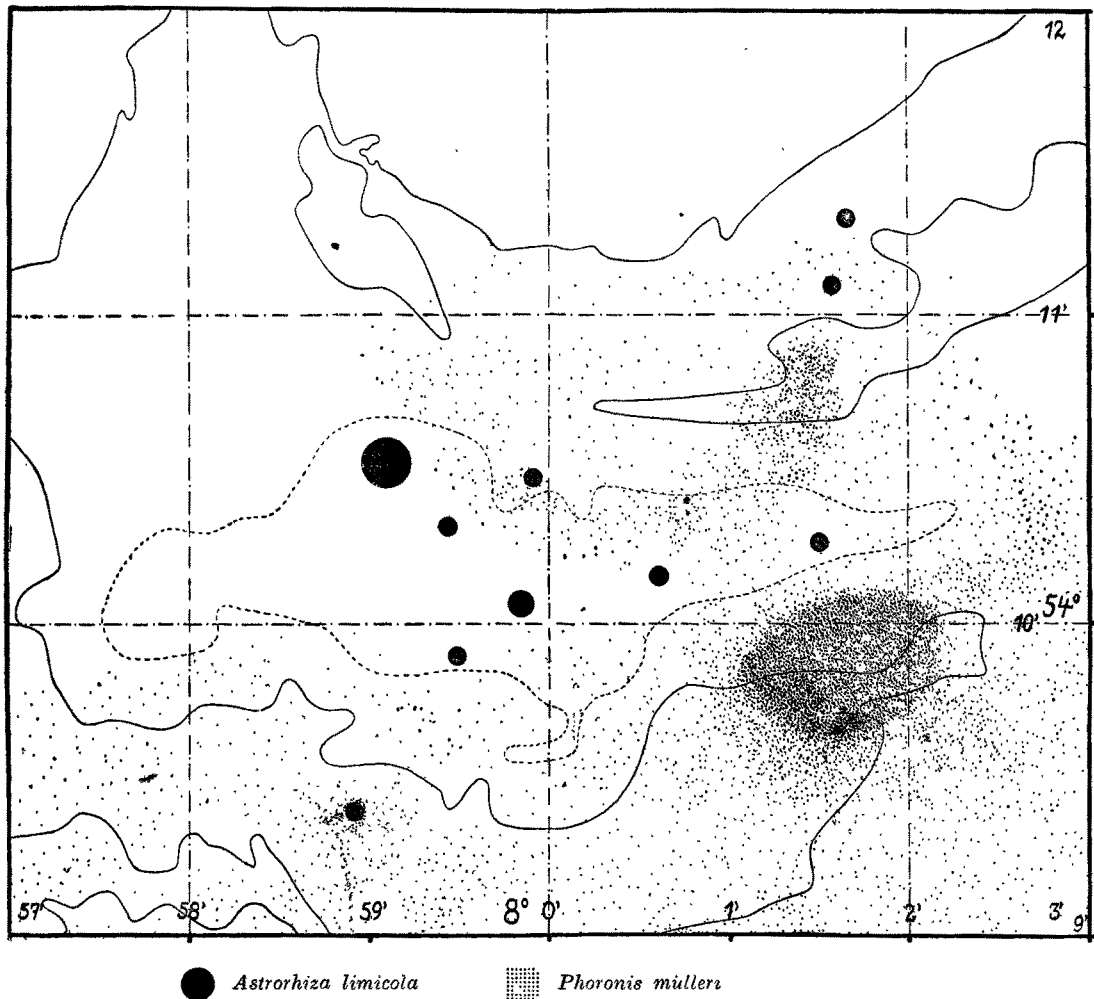 12
11'
54°
10'
57' 58' 59' 8° 0' 1' 2' 3'
9'
Astrorhiza limicola Phoronis mülleri